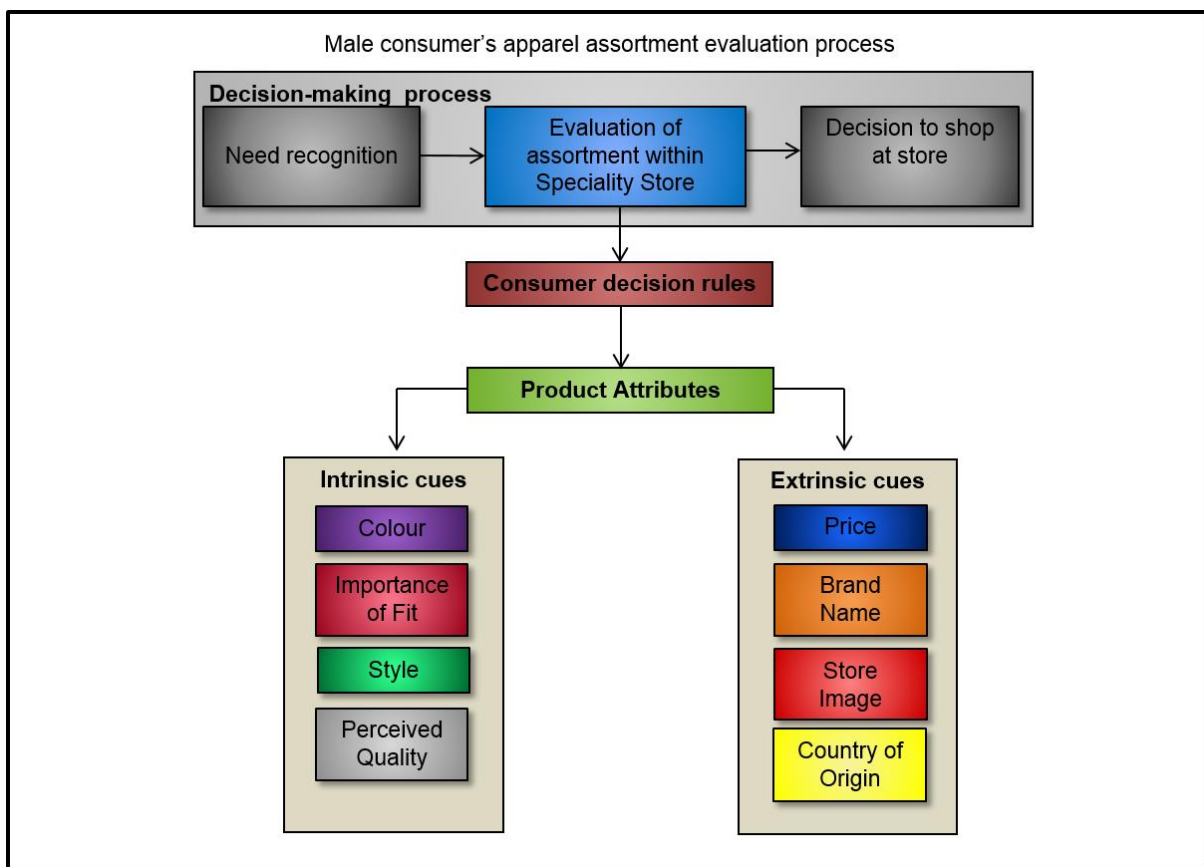 Male consumer’s apparel assortment evaluation process
Decision-making process
Need recognition
Evaluation of
assortment within
Speciality Store
Decision to shop
at store
Consumer decision rules
Product Attributes
Intrinsic cues
Colour
Importance
of Fit
Style
Perceived
Quality
Extrinsic cues
Price
Brand
Name
Store
Image
Country of
Origin